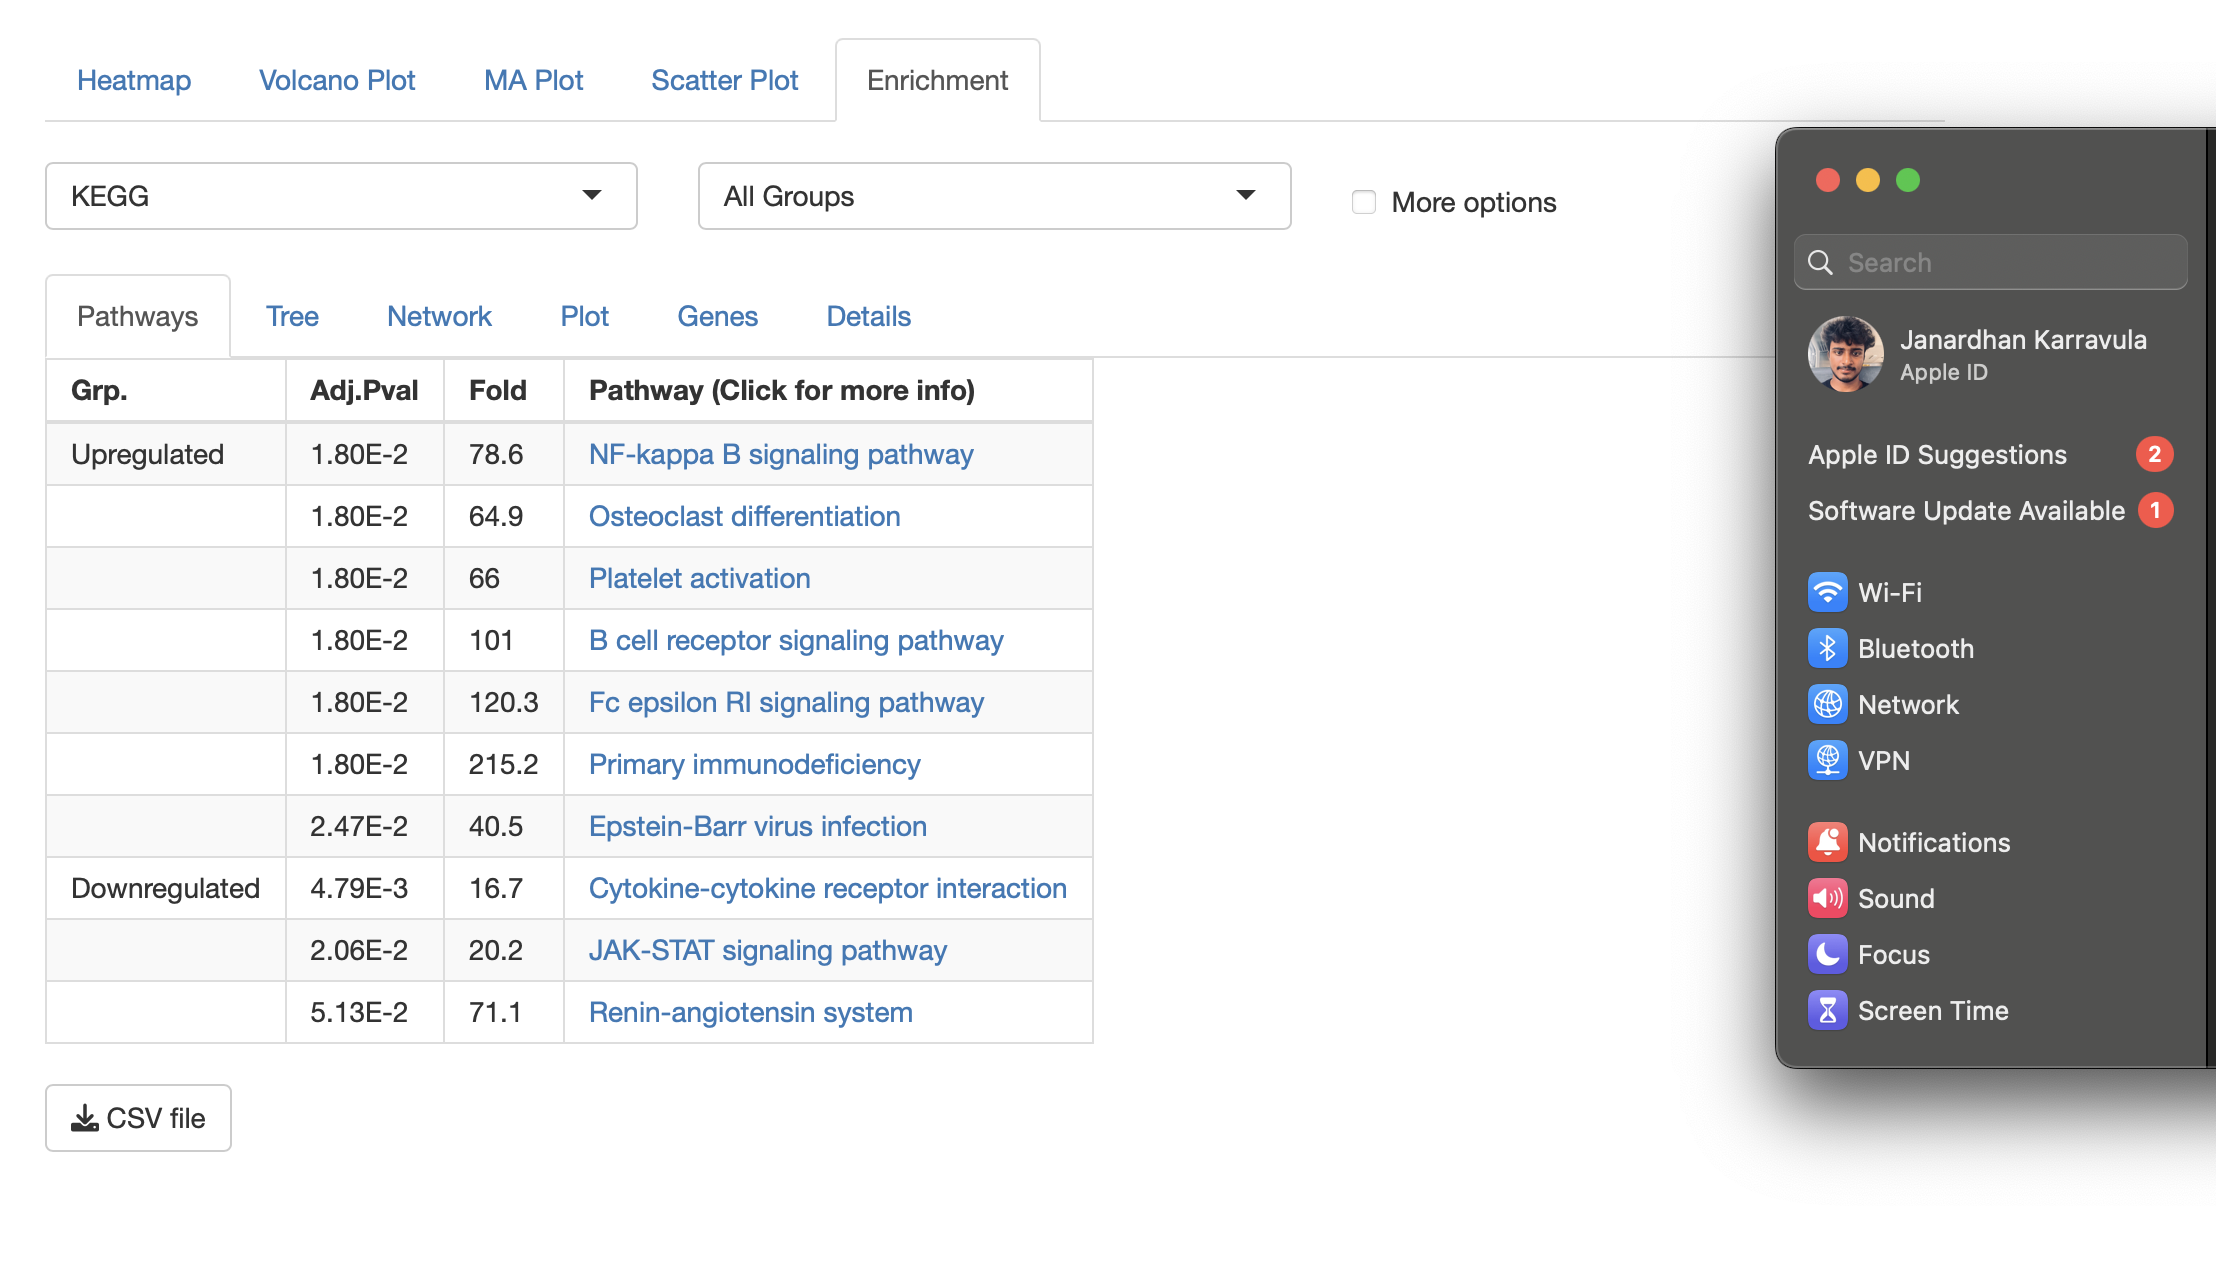 Heatmap Volcano Plot MA Plot Scatter Plot Enrichment
KEGG All Groups More options
Pathways Tree Network Plot Genes Details
Grp. Adj.Pval Fold Pathway (Click for more info)
Upregulated 1.80E-2 78.6 NF-kappa B signaling pathway
1.80E-2 64.9 Osteoclast differentiation
1.80E-2 66 Platelet activation
1.80E-2 101 B cell receptor signaling pathway
1.80E-2 120.3 Fc epsilon RI signaling pathway
1.80E-2 215.2 Primary immunodeficiency
2.47E-2 40.5 Epstein-Barr virus infection
Downregulated 4.79E-3 16.7 Cytokine-cytokine receptor interaction
2.06E-2 20.2 JAK-STAT signaling pathway
5.13E-2 71.1 Renin-angiotensin system
CSV file
Search
Janardhan Karravula
Apple ID
Apple ID Suggestions 2
Software Update Available 1
Wi-Fi
Bluetooth
Network
VPN
Notifications
Sound
Focus
Screen Time